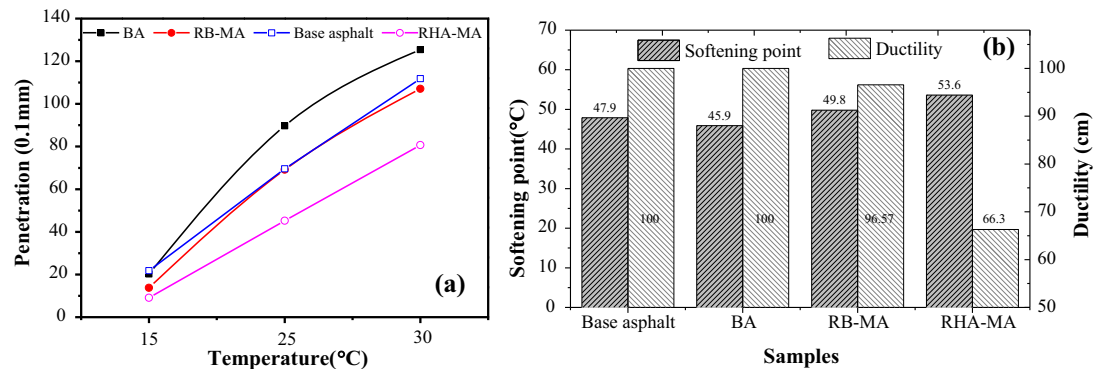 140
120
100
80
60
40
20
0
Penetration (0.1mm)
BA
RB-MA
Base asphalt
RHA-MA
(a)
15
25
30
Temperature(°C)
70
60
50
40
30
20
10
0
Softening point(°C)
Softening point
Ductility
(b)
47.9
45.9
49.8
53.6
100
100
96.57
66.3
100
90
80
70
60
50
Ductility (cm)
Base asphalt
BA
RB-MA
RHA-MA
Samples